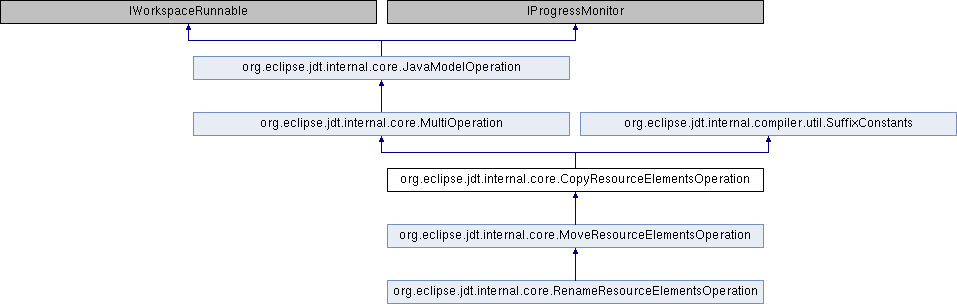 IWorkspaceRunnable
IProgressMonitor
org.eclipse.jdt.internal.core.JavaModelOperation
org.eclipse.jdt.internal.core.MultiOperation
org.eclipse.jdt.internal.compiler.util.SuffixConstants
org.eclipse.jdt.internal.core.CopyResourceElementsOperation
org.eclipse.jdt.internal.core.MoveResourceElementsOperation
org.eclipse.jdt.internal.core.RenameResourceElementsOperation